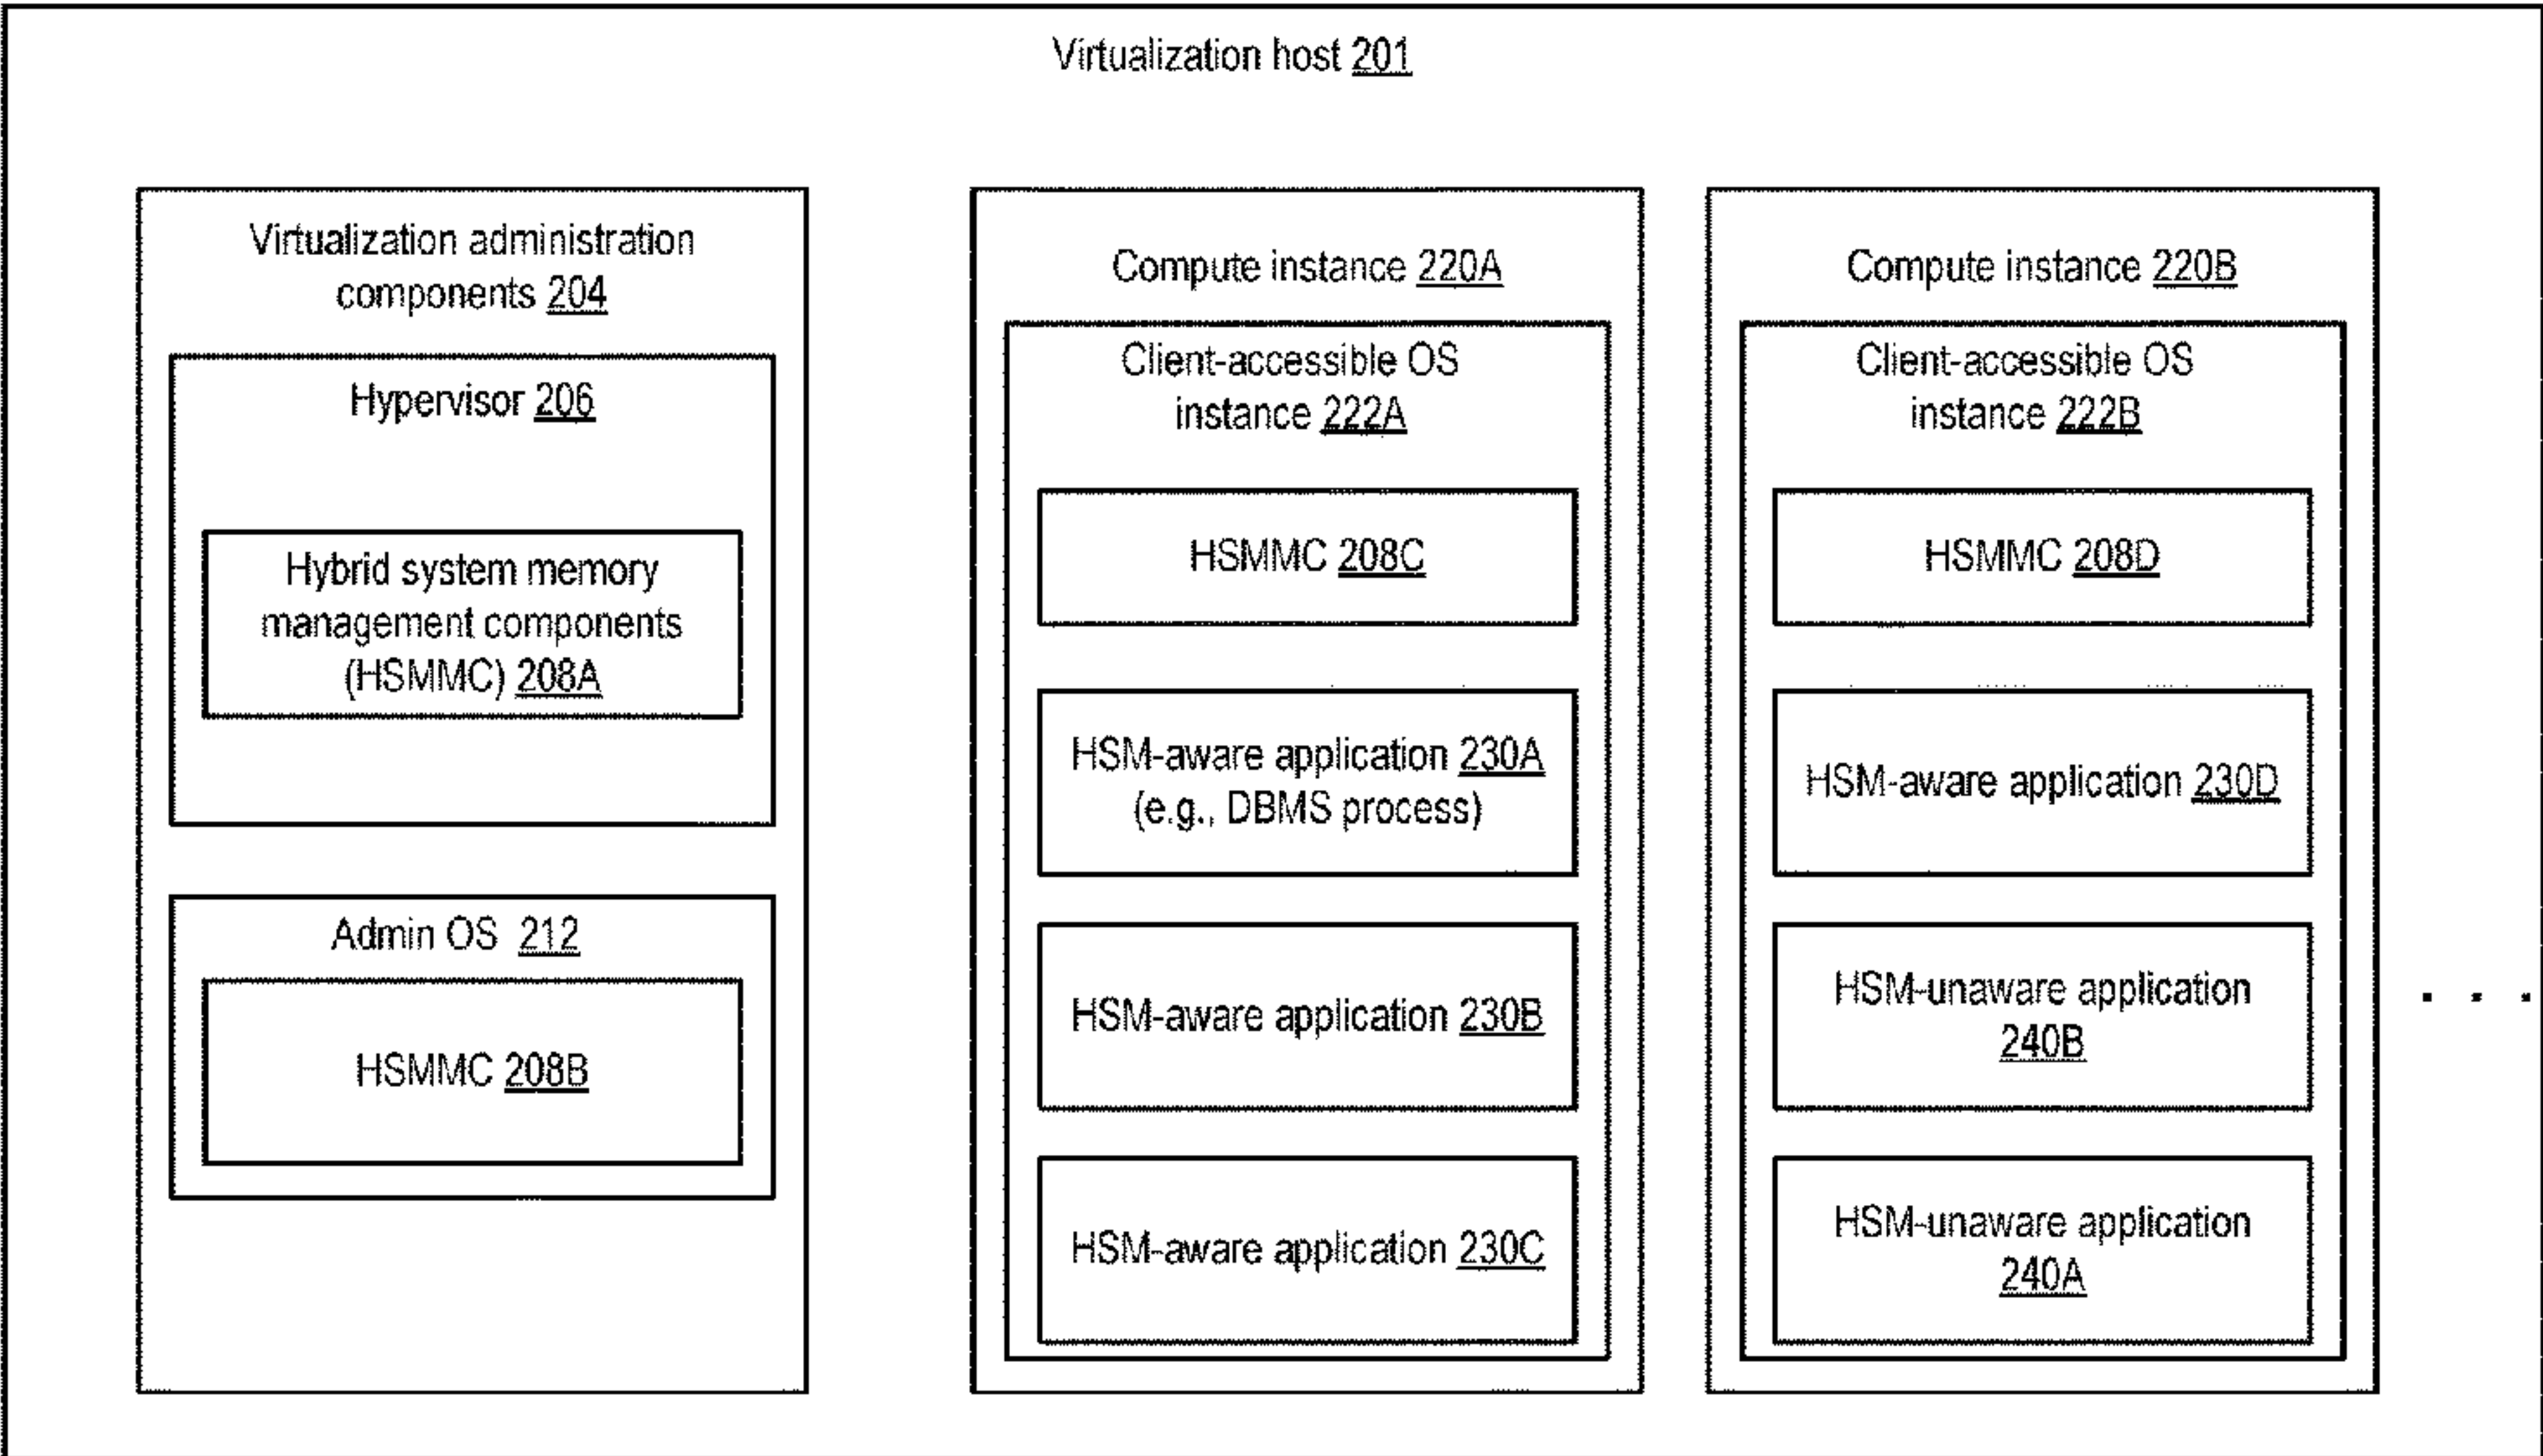 Virtualization host 201
Virtualization administration
components 204
Hypervisor 206
Hybrid system memory
management components
(HSMMC) 208A
Admin OS 212
HSMMC 208B
Compute instance 220A
Client-accessible OS
instance 222A
HSMMC 208C
HSM-aware application 230A
(e.g., DBMS process)
HSM-aware application 230B
HSM-aware application 230C
Compute instance 220B
Client-accessible OS
instance 222B
HSMMC 208D
HSM-aware application 230D
HSM-unaware application
240B
HSM-unaware application
240A
. . .